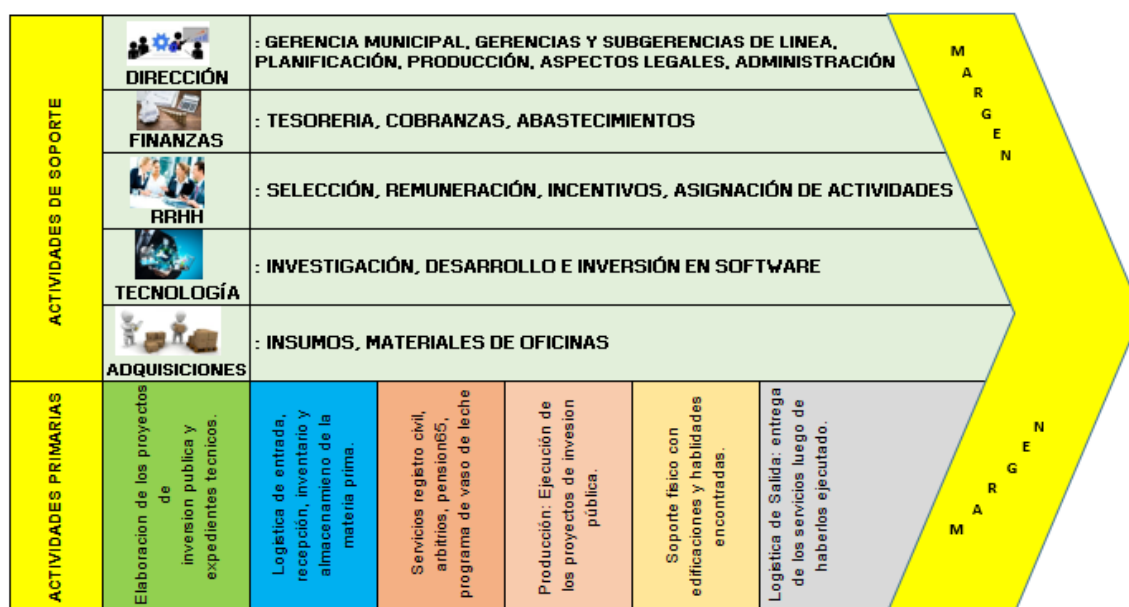 ACTIVIDADES DE SOPORTE
DIRECCIÓN
: GERENCIA MUNICIPAL, GERENCIAS Y SUBGERENCIAS DE LINEA,
PLANIFICACIÓN, PRODUCCIÓN, ASPECTOS LEGALES, ADMINISTRACIÓN
FINANZAS
: TESORERIA, COBRANZAS, ABASTECIMIENTOS
RRHH
: SELECCIÓN, REMUNERACIÓN, INCENTIVOS, ASIGNACIÓN DE ACTIVIDADES
TECNOLOGÍA
: INVESTIGACIÓN, DESARROLLO E INVERSIÓN EN SOFTWARE
ADQUISICIONES
: INSUMOS, MATERIALES DE OFICINAS
MARGEN
ACTIVIDADES PRIMARIAS
Elaboracion de los proyectos
de
inversion publica y
expedientes tecnicos.
Logística de entrada,
recepción, inventario y
almacenamieno de la
materia prima.
Servicios registro civil,
arbitrios, pension65,
programa de vaso de leche
Producción: Ejecución de
los proyectos de invesion
pública.
Soporte físico con
edificaciones y hablidades
encontradas.
Logística de Salida: entrega
de los servicios luego de
haberlos ejecutado.
MARGEN